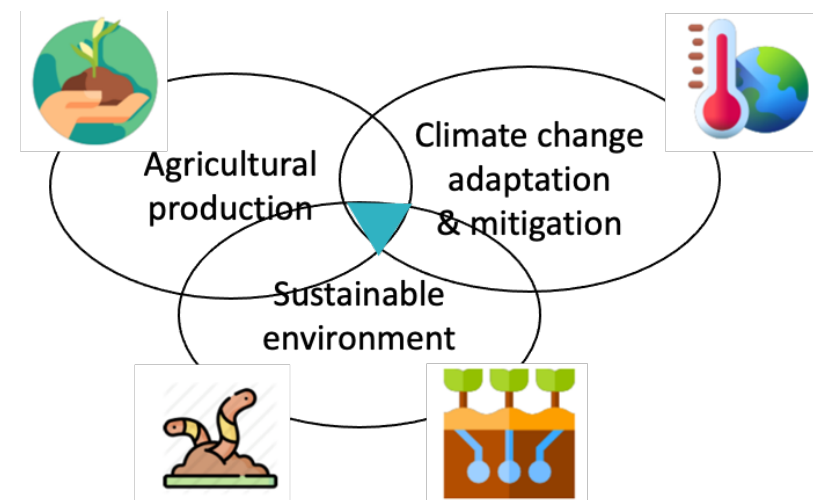 Agricultural
production
Climate change
adaptation
& mitigation
Sustainable
environment